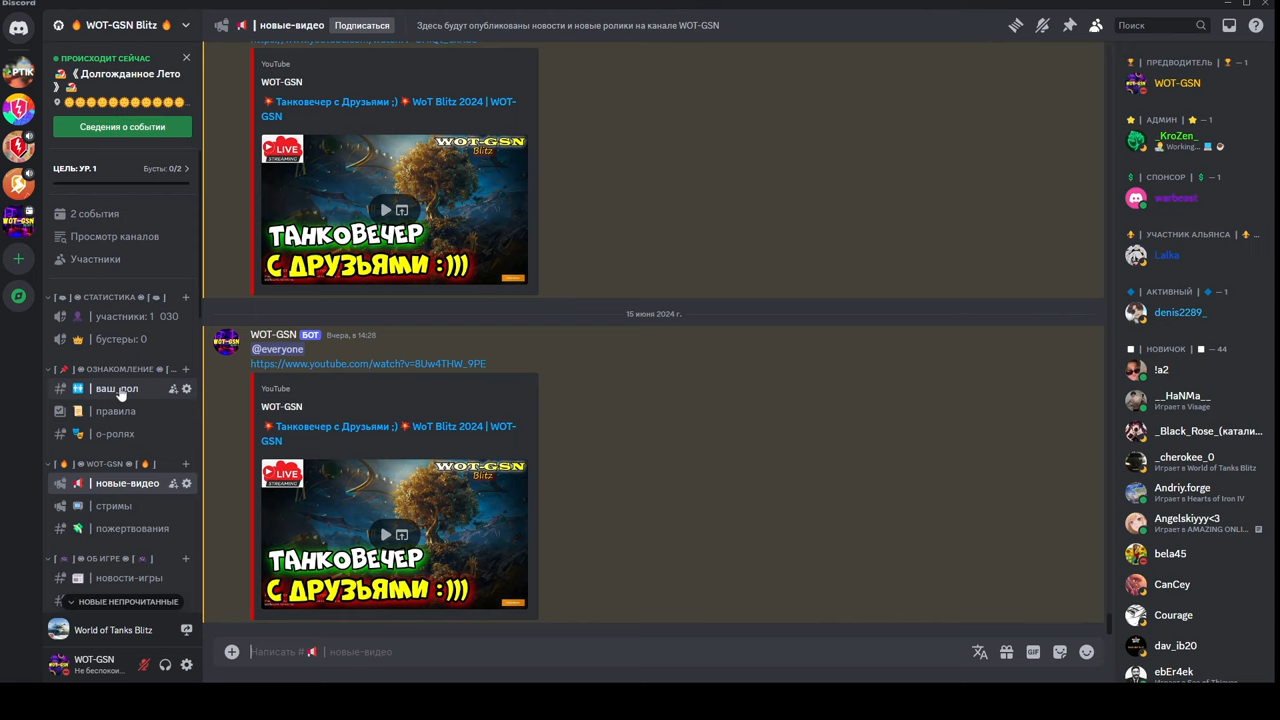 Discord
WOT-GSN Blitz
ПРОИСХОДИТ СЕЙЧАС
《 Долгожданное Лето
》
Сведения о событии
ЦЕЛЬ: УР. 1
Бусты: 0/2
2 события
Просмотр каналов
Участники
СТАТИСТИКА
участники: 1 030
бустеры: 0
ОЗНАКОМЛЕНИЕ
правила
о-ролях
WOT-GSN
новые-видео
стримы
пожертвования
ОБ ИГРЕ
новости-игры
НОВЫЕ НЕПРОЧИТАННЫЕ
World of Tanks Blitz
WOT-GSN
Не беспокои...
| новые-видео
Подписаться
Здесь будут опубликованы новости и новые ролики на канале WOT-GSN
Поиск
YouTube
WOT-GSN
Танковечер с Друзьями ;) WoT Blitz 2024 | WOT-
GSN
LIVE
STREAMING
WOT-GSN
Blitz
ТАНКОВЕЧЕР
С ДРУЗЬЯМИ :)))
15 июня 2024 г.
WOT-GSN БОТ Вчера, в 14:28
@everyone
https://www.youtube.com/watch?v=8Uw4THW_9PE
YouTube
WOT-GSN
Танковечер с Друзьями ;) WoT Blitz 2024 | WOT-
GSN
LIVE
STREAMING
WOT-GSN
Blitz
ТАНКОВЕЧЕР
С ДРУЗЬЯМИ :)))
Написать # | новые-видео
GIF
ПРЕДВОДИТЕЛЬ — 1
WOT-GSN
АДМИН — 1
_KroZen_
Working...
СПОНСОР — 1
warbeast
УЧАСТНИК АЛЬЯНСА ...
Lalka
АКТИВНЫЙ — 1
denis2289_
НОВИЧОК — 44
!a2
__HaNMa__
Играет в Visage
_Black_Rose_(катали...
_cherokee_0
Играет в World of Tanks Blitz
Andriy.forge
Играет в Hearts of Iron IV
Angelskiyyy<3
Играет в AMAZING ONLI...
bela45
CanCey
Courage
dav_ib20
ebEr4ek